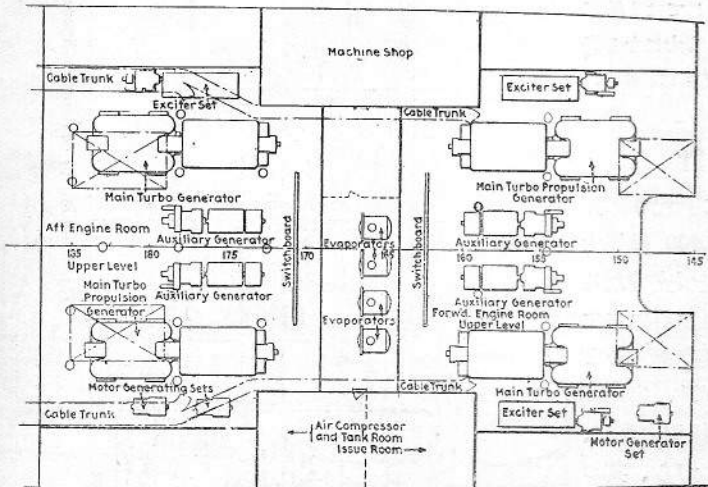 Machine Shop
Cable Trunk
Exciter Set
Exciter Set
Cable Trunk
Main Turbo Generator
Main Turbo Propulsion
Generator
Aft Engine Room
Auxiliary Generator
Switchboard
Evaporators
Switchboard
Auxiliary Generator
135
180
175
170
165
160
155
150
145
Upper Level
Auxiliary Generator
Auxiliary Generator
Main Turbo
Propulsion
Generator
Evaporators
Forw'd. Engine Room
Upper Level
Motor Generating Sets
Cable Trunk
Main Turbo Generator
Cable Trunk
Exciter Set
Air Compressor
and Tank Room
Issue Room
Motor Generator
Set